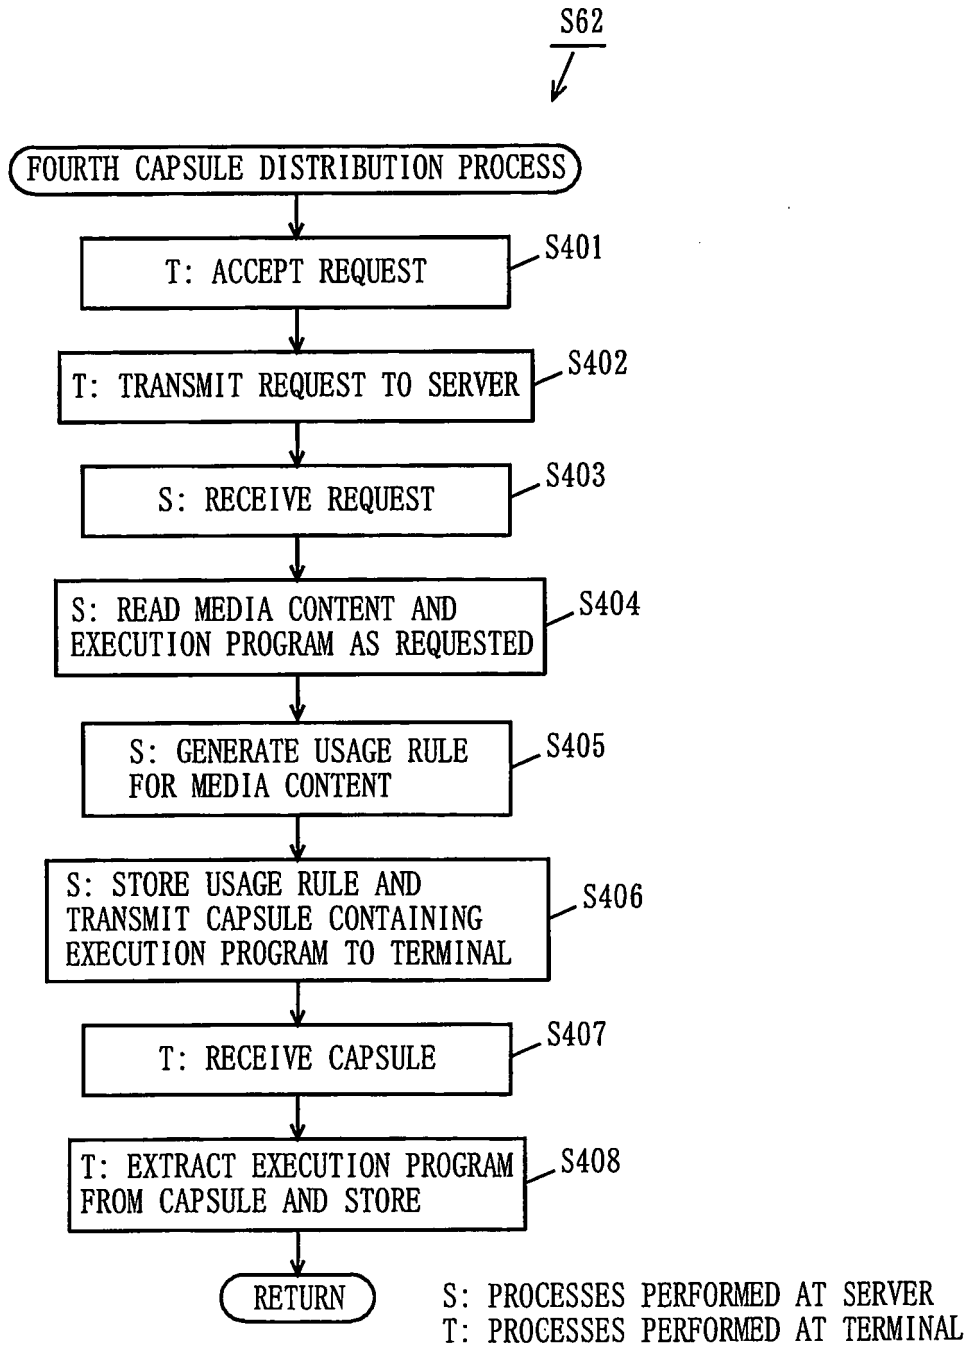 S62
FOURTH CAPSULE DISTRIBUTION PROCESS
T: ACCEPT REQUEST
S401
T: TRANSMIT REQUEST TO SERVER
S402
S: RECEIVE REQUEST
S403
S: READ MEDIA CONTENT AND
EXECUTION PROGRAM AS REQUESTED
S404
S: GENERATE USAGE RULE
FOR MEDIA CONTENT
S405
S: STORE USAGE RULE AND
TRANSMIT CAPSULE CONTAINING
EXECUTION PROGRAM TO TERMINAL
S406
T: RECEIVE CAPSULE
S407
T: EXTRACT EXECUTION PROGRAM
FROM CAPSULE AND STORE
S408
RETURN
S: PROCESSES PERFORMED AT SERVER
T: PROCESSES PERFORMED AT TERMINAL